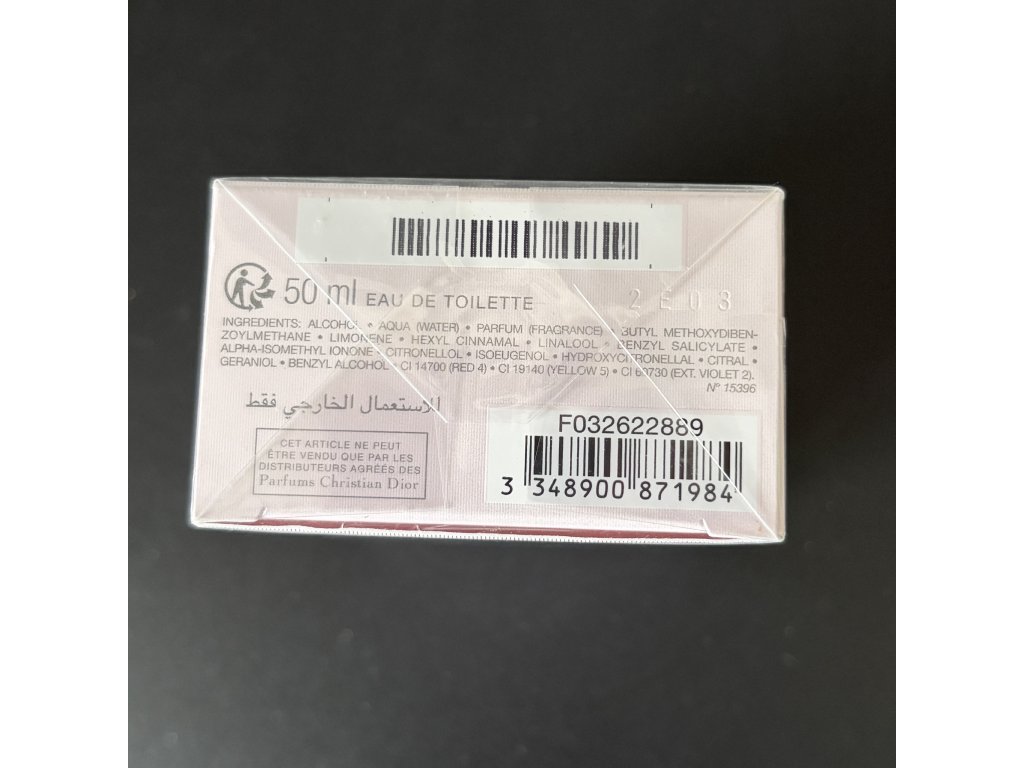 50 ml EAU DE TOILETTE
2E03
INGREDIENTS: ALCOHOL • AQUA (WATER) • PARFUM (FRAGRANCE) • BUTYL METHOXYDIBEN-
ZOYLMETHANE • LIMONENE • HEXYL CINNAMAL • LINALOOL • BENZYL SALICYLATE •
ALPHA-ISOMETHYL IONONE • CITRONELLOL • ISOEUGENOL • HYDROXYCITRONELLAL • CITRAL •
GERANIOL • BENZYL ALCOHOL • CI 14700 (RED 4) • CI 19140 (YELLOW 5) • CI 60730 (EXT. VIOLET 2).
N° 15396
للاستعمال الخارجي فقط
CET ARTICLE NE PEUT
ÊTRE VENDU QUE PAR LES
DISTRIBUTEURS AGRÉÉS DES
Parfums Christian Dior
F032622889
3 348900 871984